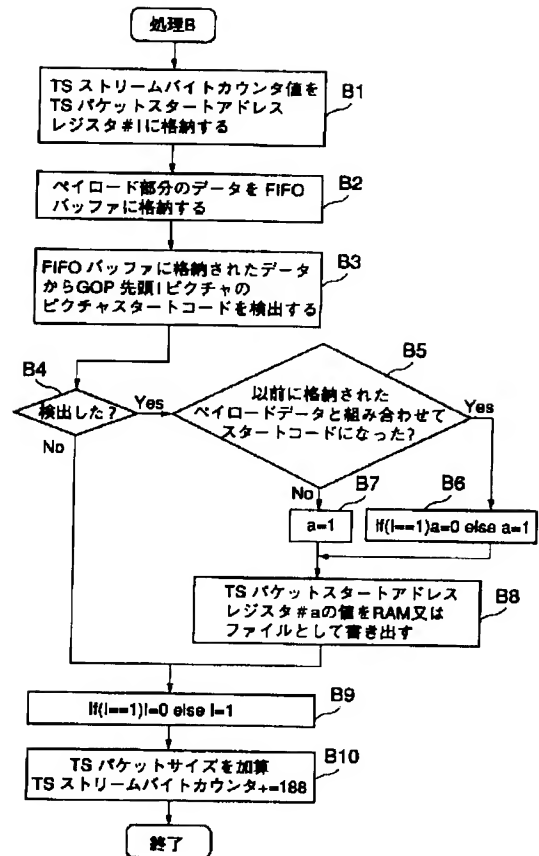 処理B
TS ストリームバイトカウンタ値を
TS パケットスタートアドレス
レジスタ#Iに格納する
B1
ペイロード部分のデータを FIFO
バッファに格納する
B2
FIFO バッファに格納されたデータ
からGOP 先頭Iピクチャの
ピクチャスタートコードを検出する
B3
B4
検出した?
Yes
No
B5
以前に格納された
ペイロードデータと組み合わせて
スタートコードになった?
Yes
No
B7
a=1
B6
if(I==1)a=0 else a=1
TS パケットスタートアドレス
レジスタ#aの値をRAM又は
ファイルとして書き出す
B8
if(I==1)I=0 else I=1
B9
TS パケットサイズを加算
TS ストリームバイトカウンタ+=188
B10
終了